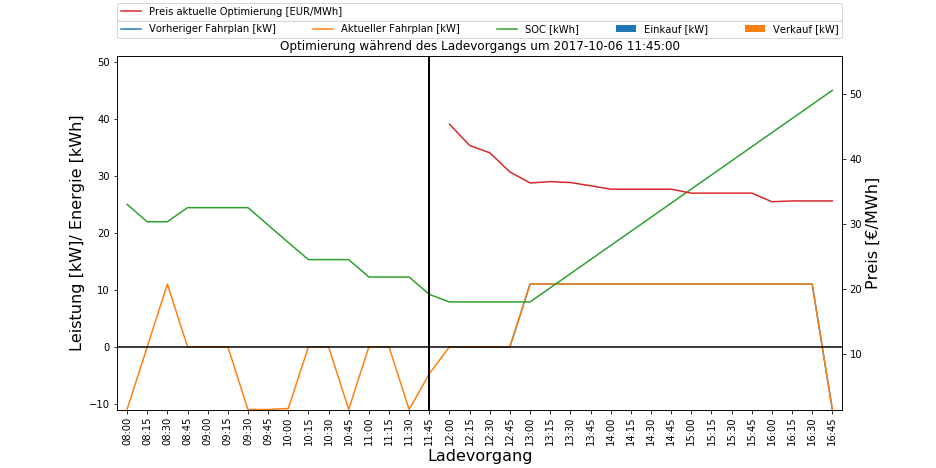 Preis aktuelle Optimierung [EUR/MWh]
Vorheriger Fahrplan [kW] Aktueller Fahrplan [kW] SOC [kWh] Einkauf [kW] Verkauf [kW]
Optimierung während des Ladevorgangs um 2017-10-06 11:45:00
Leistung [kW]/ Energie [kWh]
50
40
30
20
10
0
−10
50
40
30
20
10
Preis [€/MWh]
08:00 08:15 08:30 08:45 09:00 09:15 09:30 09:45 10:00 10:15 10:30 10:45 11:00 11:15 11:30 11:45 12:00 12:15 12:30 12:45 13:00 13:15 13:30 13:45 14:00 14:15 14:30 14:45 15:00 15:15 15:30 15:45 16:00 16:15 16:30 16:45
Ladevorgang